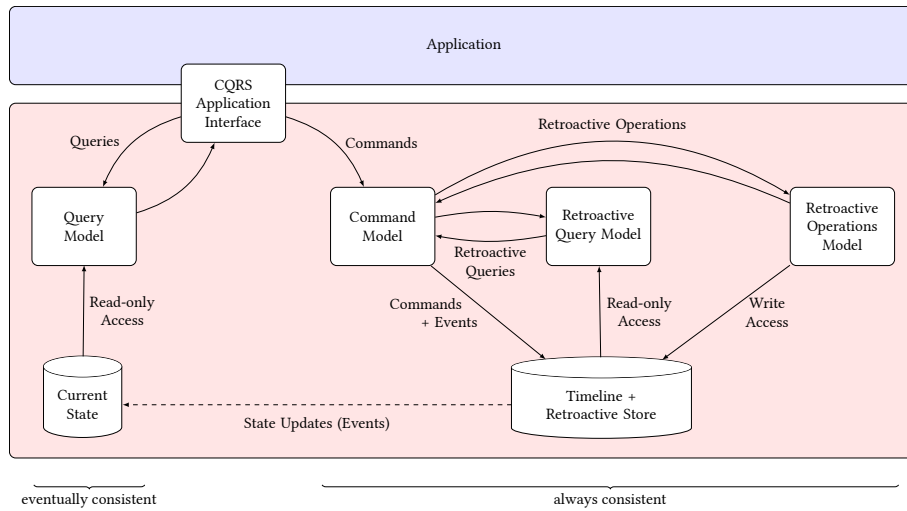 Application
CQRS
Application
Interface
Queries
Commands
Retroactive Operations
Query
Model
Command
Model
Retroactive
Query Model
Retroactive
Operations
Model
Retroactive
Queries
Read-only
Access
Commands
+ Events
Read-only
Access
Write
Access
Current
State
Timeline +
Retroactive Store
State Updates (Events)
eventually consistent
always consistent